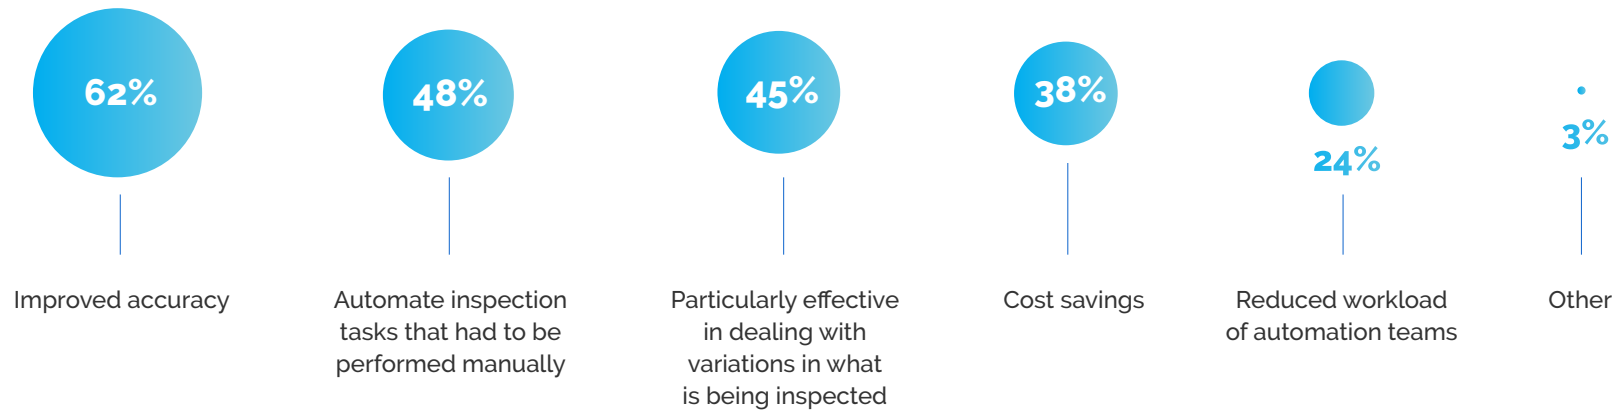 62%
48%
45%
38%
24%
3%
Improved accuracy
Automate inspection
tasks that had to be
performed manually
Particularly effective
in dealing with
variations in what
is being inspected
Cost savings
Reduced workload
of automation teams
Other